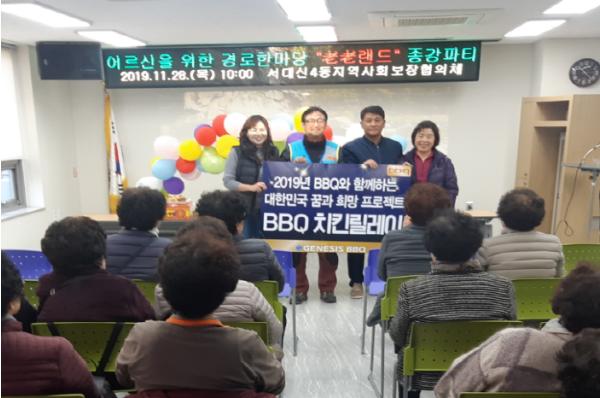 어르신을 위한 경로한마당 "老老랜드" 종강파티
2019.11.28.(목) 10:00 서대신4동지역사회보장협의체
2019년 BBQ와 함께하는
대한민국 꿈과 희망 프로젝트
BBQ 치킨릴레이
GENESIS BBQ